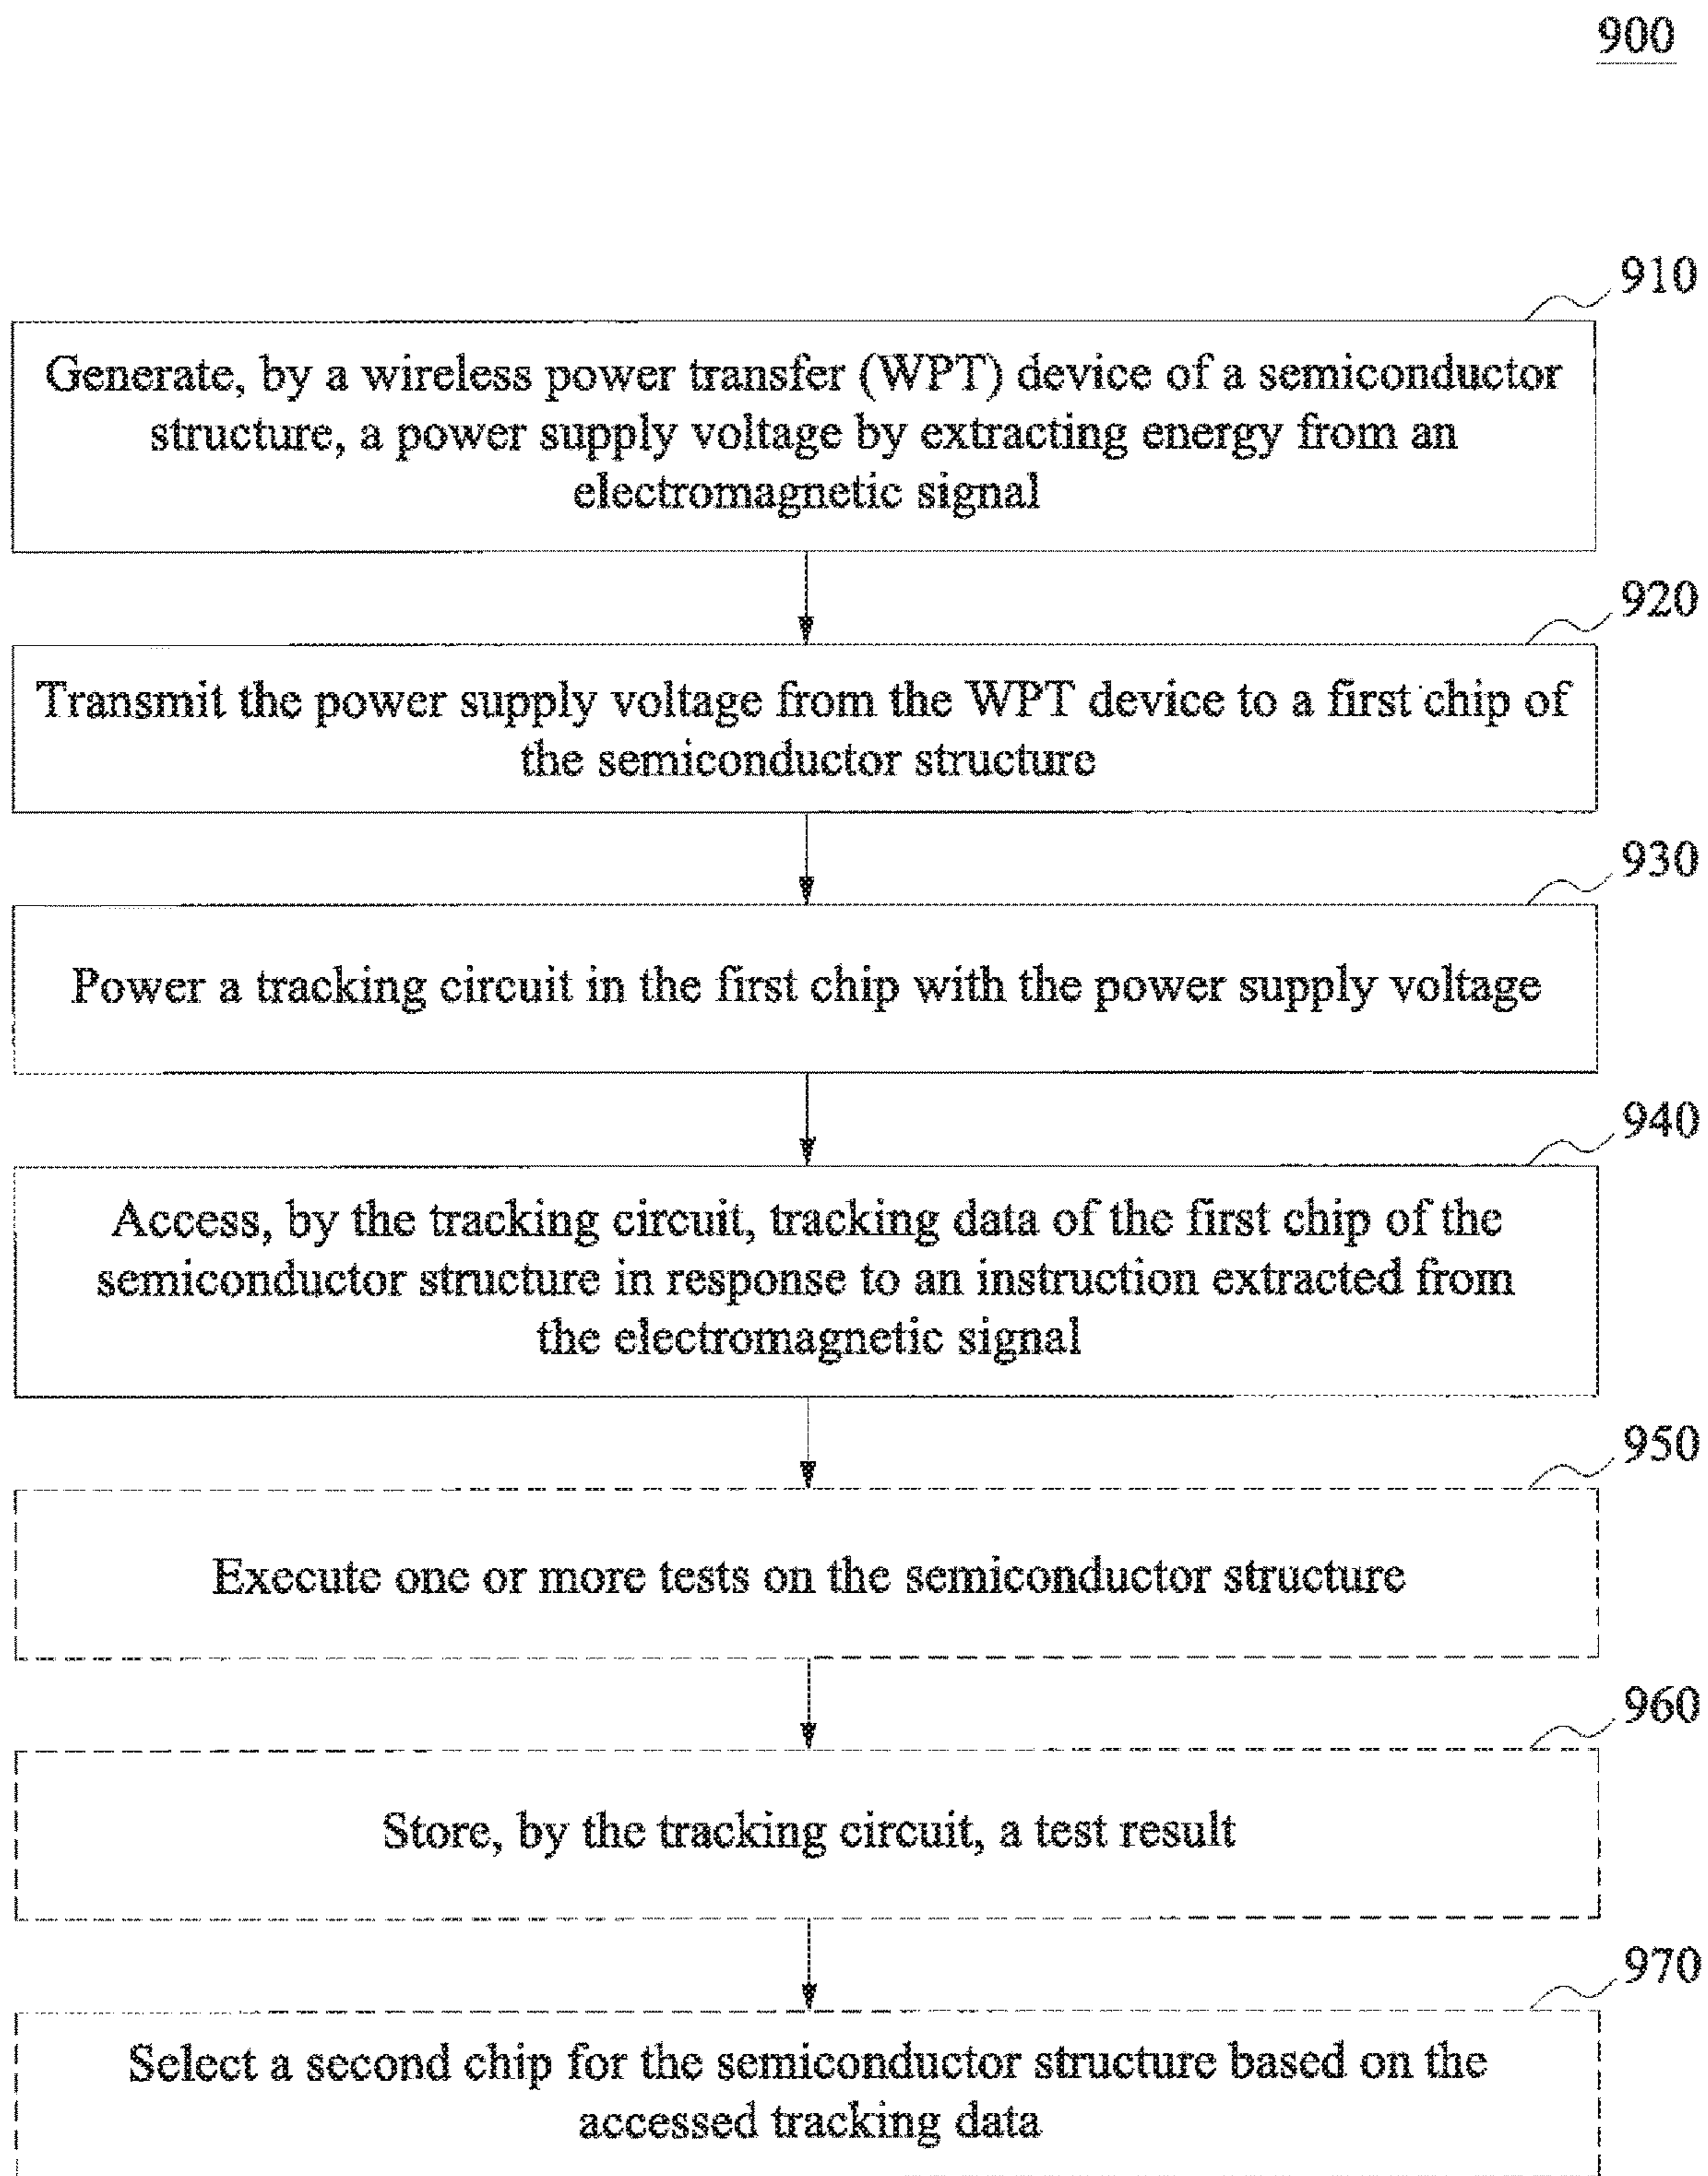 900
910
Generate, by a wireless power transfer (WPT) device of a semiconductor
structure, a power supply voltage by extracting energy from an
electromagnetic signal
920
Transmit the power supply voltage from the WPT device to a first chip of
the semiconductor structure
930
Power a tracking circuit in the first chip with the power supply voltage
940
Access, by the tracking circuit, tracking data of the first chip of the
semiconductor structure in response to an instruction extracted from
the electromagnetic signal
950
Execute one or more tests on the semiconductor structure
960
Store, by the tracking circuit, a test result
970
Select a second chip for the semiconductor structure based on the
accessed tracking data